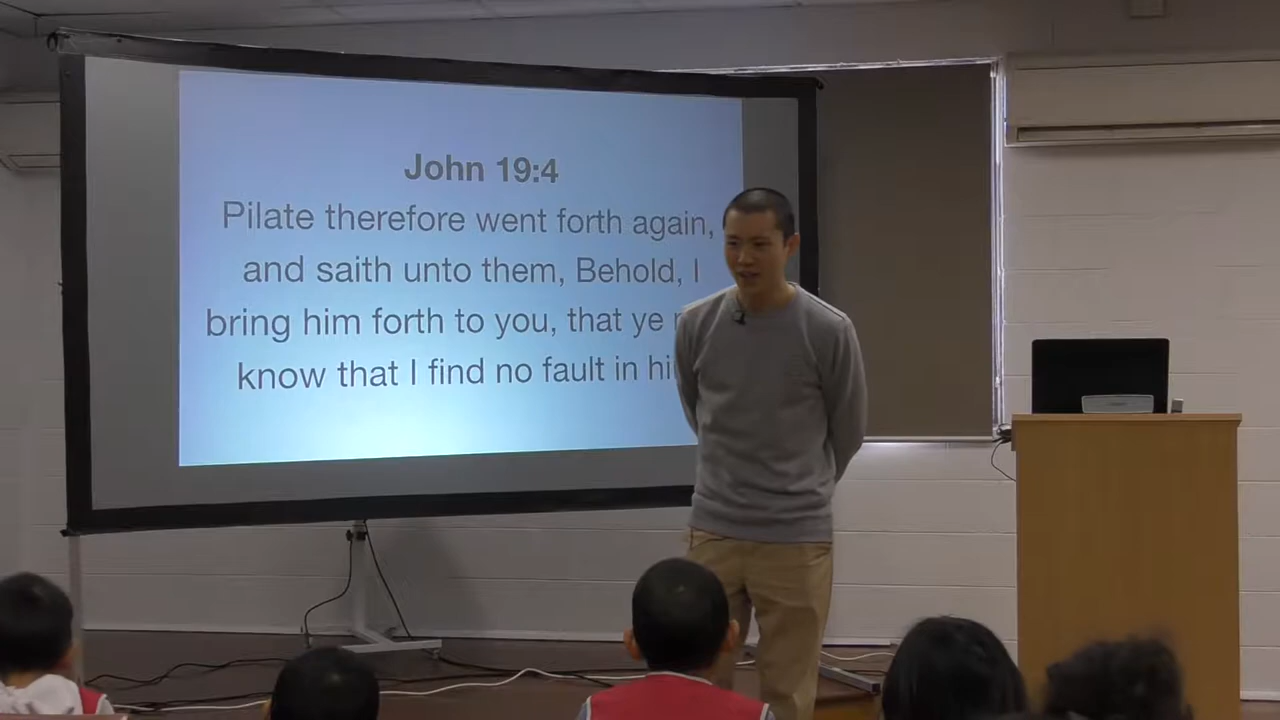 John 19:4
Pilate therefore went forth again,
and saith unto them, Behold, I
bring him forth to you, that ye
know that I find no fault in